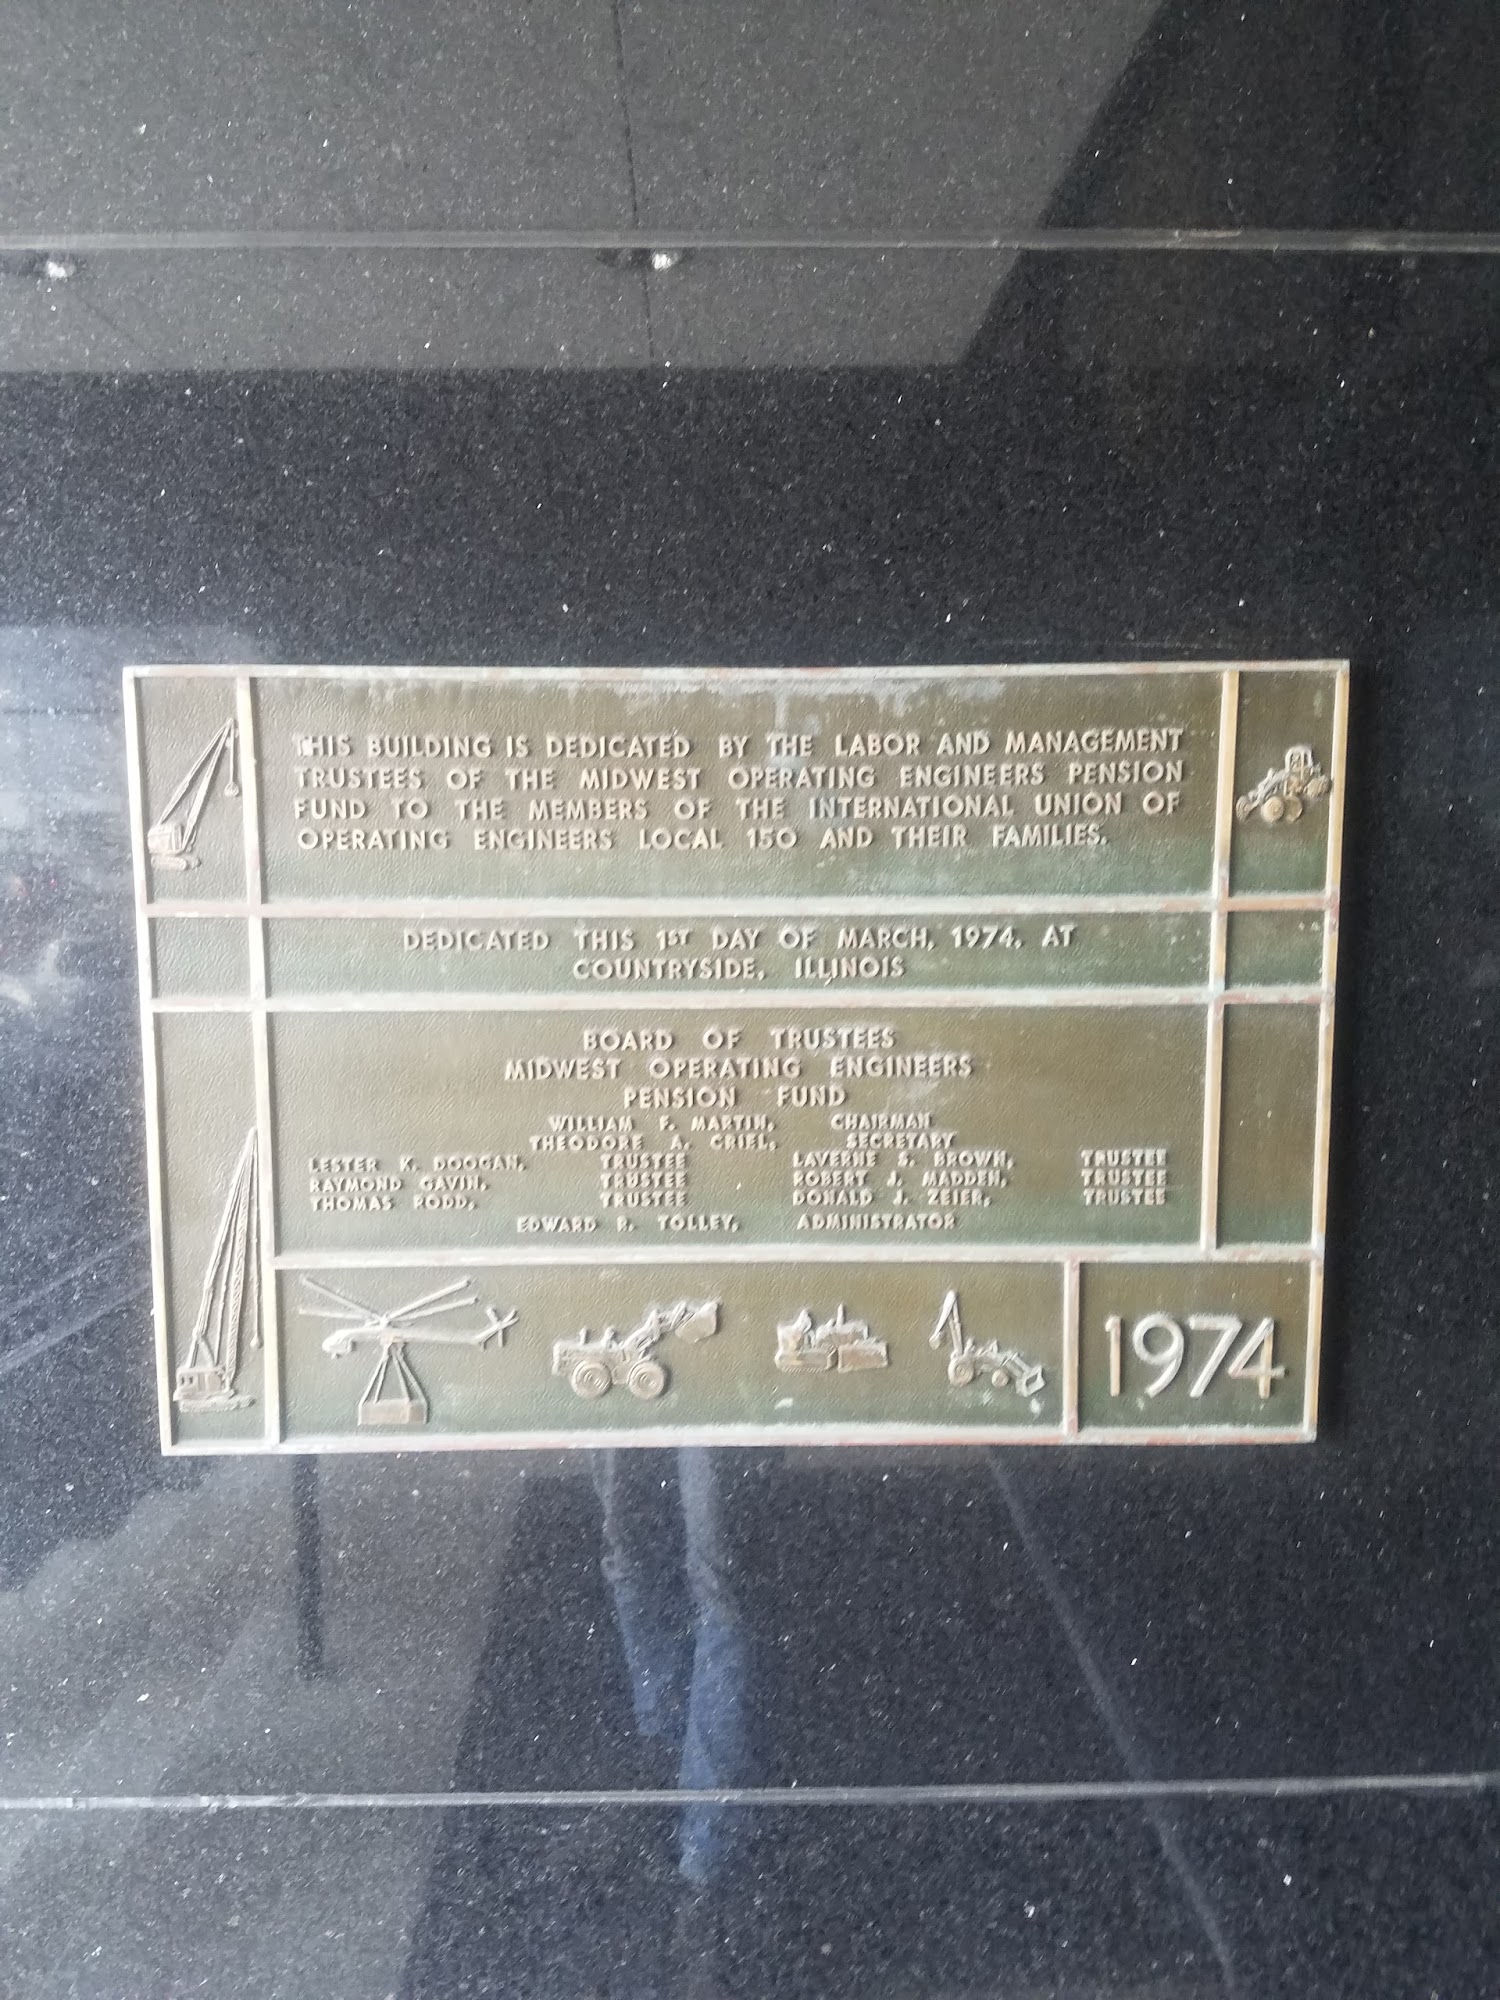 THIS BUILDING IS DEDICATED BY THE LABOR AND MANAGEMENT
TRUSTEES OF THE MIDWEST OPERATING ENGINEERS PENSION
FUND TO THE MEMBERS OF THE INTERNATIONAL UNION OF
OPERATING ENGINEERS LOCAL 150 AND THEIR FAMILIES.
DEDICATED THIS 1ST DAY OF MARCH, 1974, AT
COUNTRYSIDE, ILLINOIS
BOARD OF TRUSTEES
MIDWEST OPERATING ENGINEERS
PENSION FUND
WILLIAM F. MARTIN, CHAIRMAN
THEODORE A. GRIEL, SECRETARY
LESTER K. DOOGAN, TRUSTEE LAVERNE S. BROWN, TRUSTEE
RAYMOND GAVIN, TRUSTEE ROBERT J. MADDEN, TRUSTEE
THOMAS RODD, TRUSTEE DONALD J. ZEIER, TRUSTEE
EDWARD R. TOLLEY, ADMINISTRATOR
1974